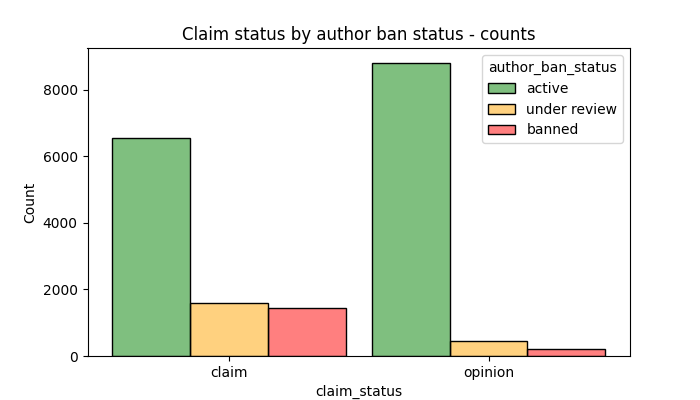 Claim status by author ban status - counts
author_ban_status
active
under review
banned
Count
8000
6000
4000
2000
0
claim
opinion
claim_status